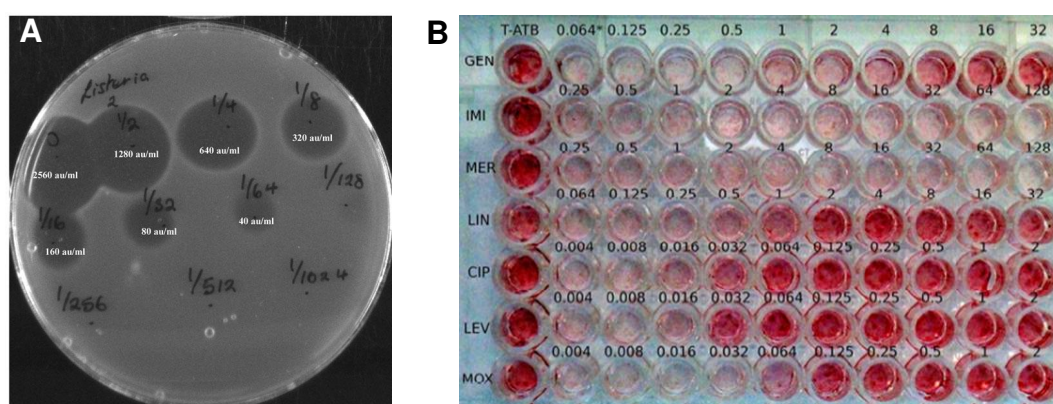 A
Listeria
2
0
1/2
1/4
1/8
2560 au/ml
1280 au/ml
640 au/ml
320 au/ml
1/16
1/32
1/64
1/128
160 au/ml
80 au/ml
40 au/ml
1/256
1/512
1/1024
B
T-ATB 0.064* 0.125 0.25 0.5 1 2 4 8 16 32
GEN
0.25 0.5 1 2 4 8 16 32 64 128
IMI
0.25 0.5 1 2 4 8 16 32 64 128
MER
0.064 0.125 0.25 0.5 1 2 4 8 16 32
LIN
0.004 0.008 0.016 0.032 0.064 0.125 0.25 0.5 1 2
CIP
0.004 0.008 0.016 0.032 0.064 0.125 0.25 0.5 1 2
LEV
0.004 0.008 0.016 0.032 0.064 0.125 0.25 0.5 1 2
MOX